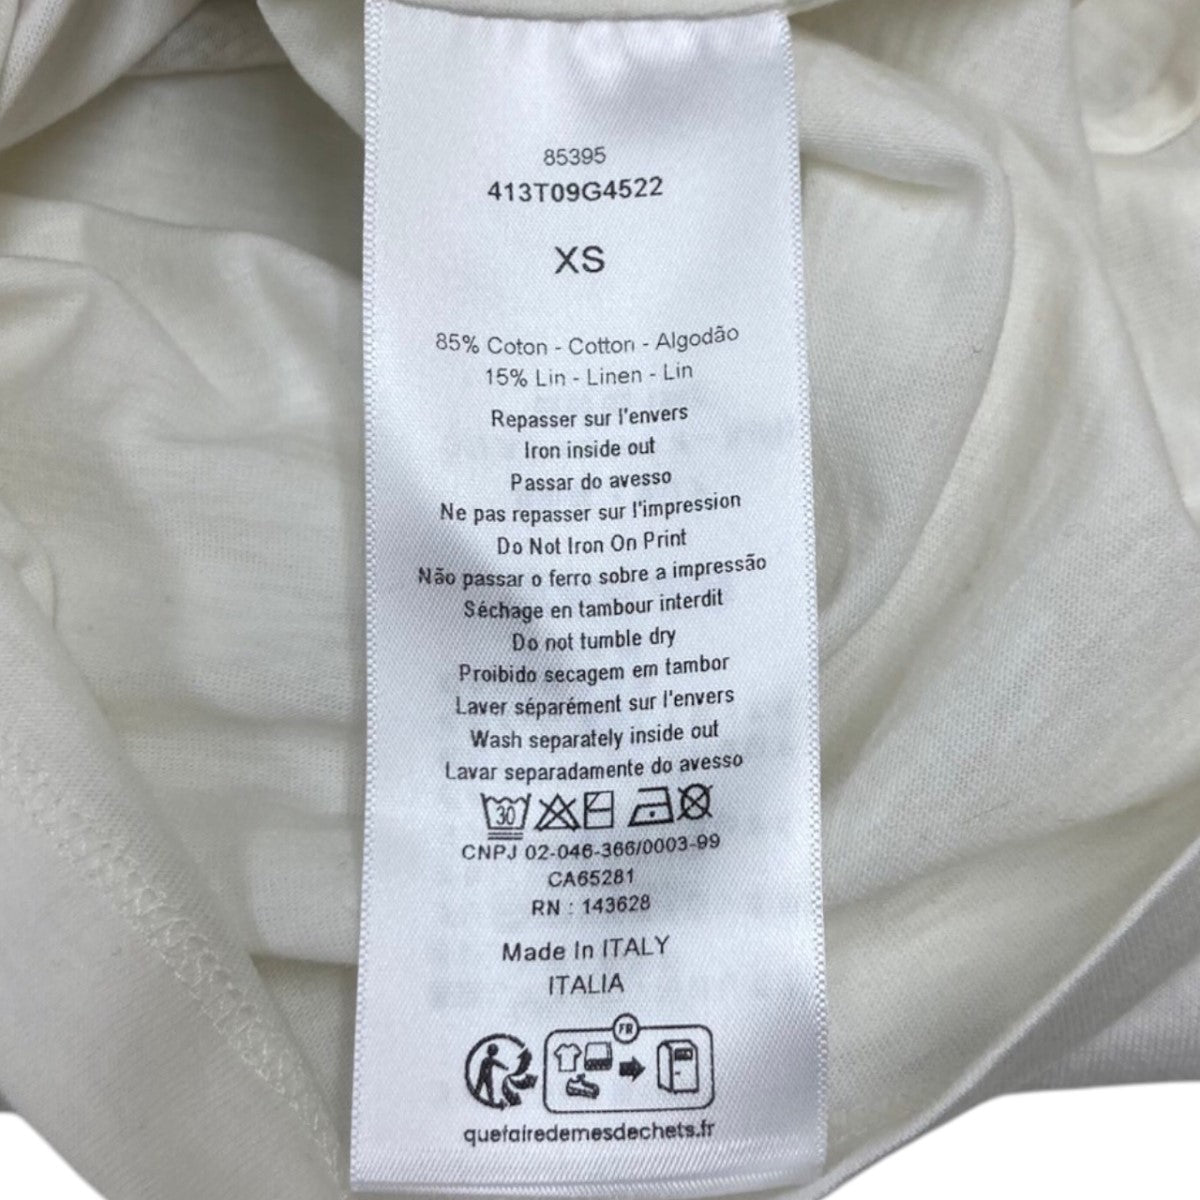 85395
413T09G4522
XS
85% Coton - Cotton - Algodão
15% Lin - Linen - Lin
Repasser sur l'envers
Iron inside out
Passar do avesso
Ne pas repasser sur l'impression
Do Not Iron On Print
Não passar o ferro sobre a impressão
Séchage en tambour interdit
Do not tumble dry
Proibido secagem em tambor
Laver séparément sur l'envers
Wash separately inside out
Lavar separadamente do avesso
30
CNPJ 02-046-366/0003-99
CA65281
RN : 143628
Made In ITALY
ITALIA
FR
quefairedemesdechets.fr